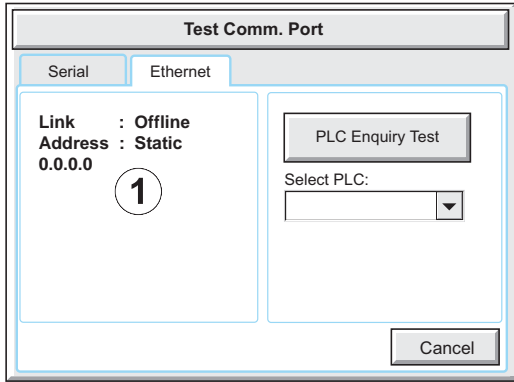 Test Comm. Port
Serial
Ethernet
Link : Offline
Address : Static
0.0.0.0
1
PLC Enquiry Test
Select PLC:
Cancel